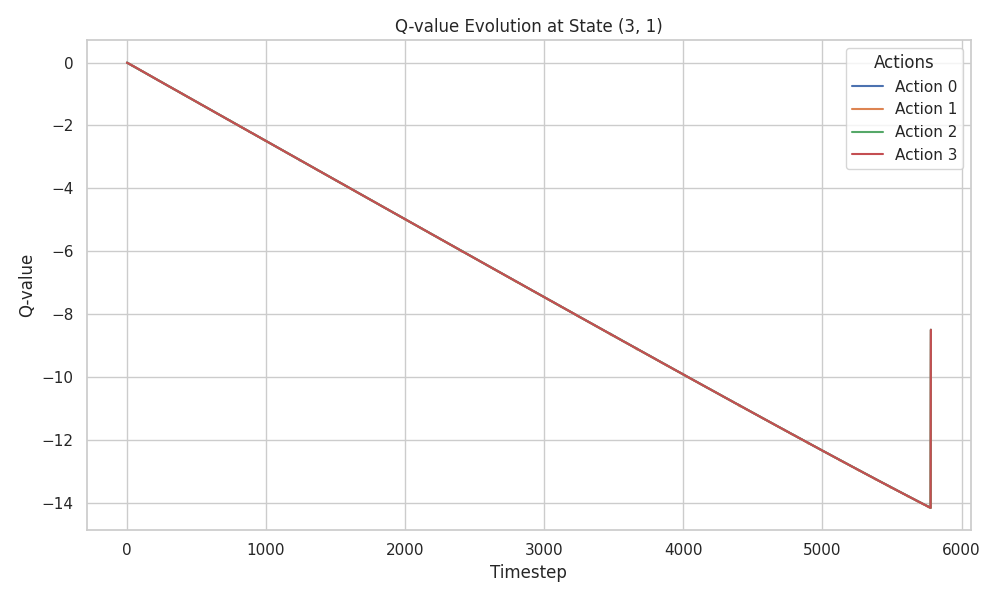 Q-value Evolution at State (3, 1)
Actions
Action 0
Action 1
Action 2
Action 3
Q-value
0
−2
−4
−6
−8
−10
−12
−14
0 1000 2000 3000 4000 5000 6000
Timestep